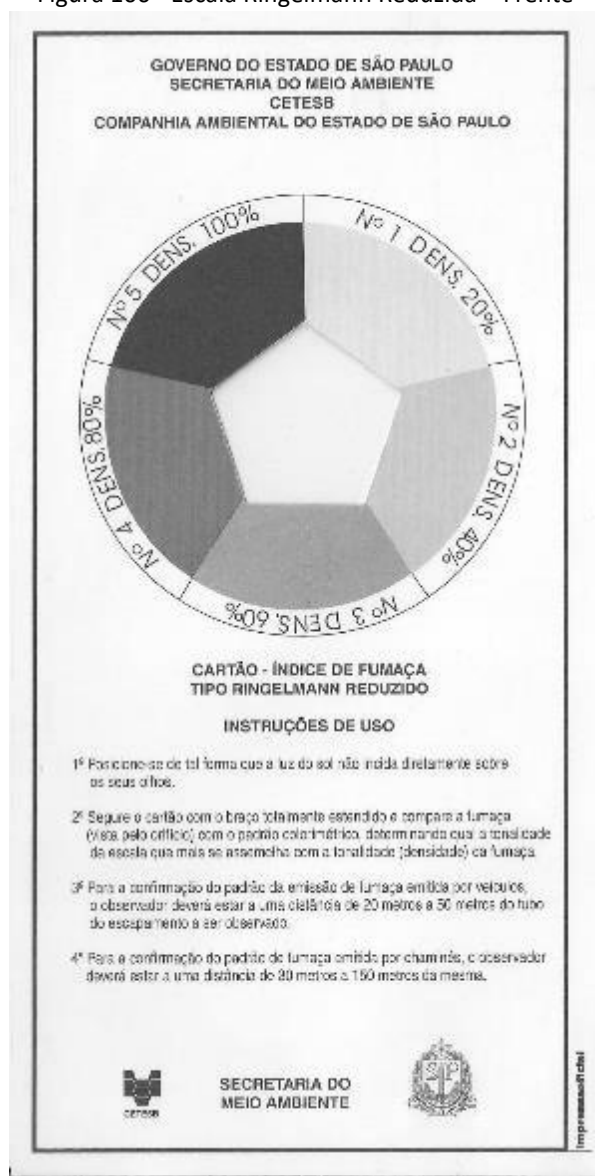 Figura 106 - Escala Ringelmann Reduzida – Frente
GOVERNO DO ESTADO DE SÃO PAULO
SECRETARIA DO MEIO AMBIENTE
CETESB
COMPANHIA AMBIENTAL DO ESTADO DE SÃO PAULO
Nº 1 DENS. 20%
Nº 2 DENS. 40%
Nº 3 DENS. 60%
Nº 4 DENS. 80%
Nº 5 DENS. 100%
CARTÃO - ÍNDICE DE FUMAÇA
TIPO RINGELMANN REDUZIDO
INSTRUÇÕES DE USO
1º Posicione-se de tal forma que a luz do sol não incida diretamente sobre
os seus olhos.
2º Segure o cartão com o braço totalmente estendido e compare a fumaça
(vista pelo orifício) com o padrão colorimétrico, determinando qual a tonalidade
da escala que mais se assemelha com a tonalidade (densidade) da fumaça.
3º Para a confirmação do padrão da emissão de fumaça emitida por veículos,
o observador deverá estar a uma distância de 20 metros a 50 metros do tubo
do escapamento a ser observado.
4º Para a confirmação do padrão de fumaça emitida por chaminés, o observador
deverá estar a uma distância de 30 metros a 150 metros da mesma.
CETESB
SECRETARIA DO
MEIO AMBIENTE
SP
imprensaoficial